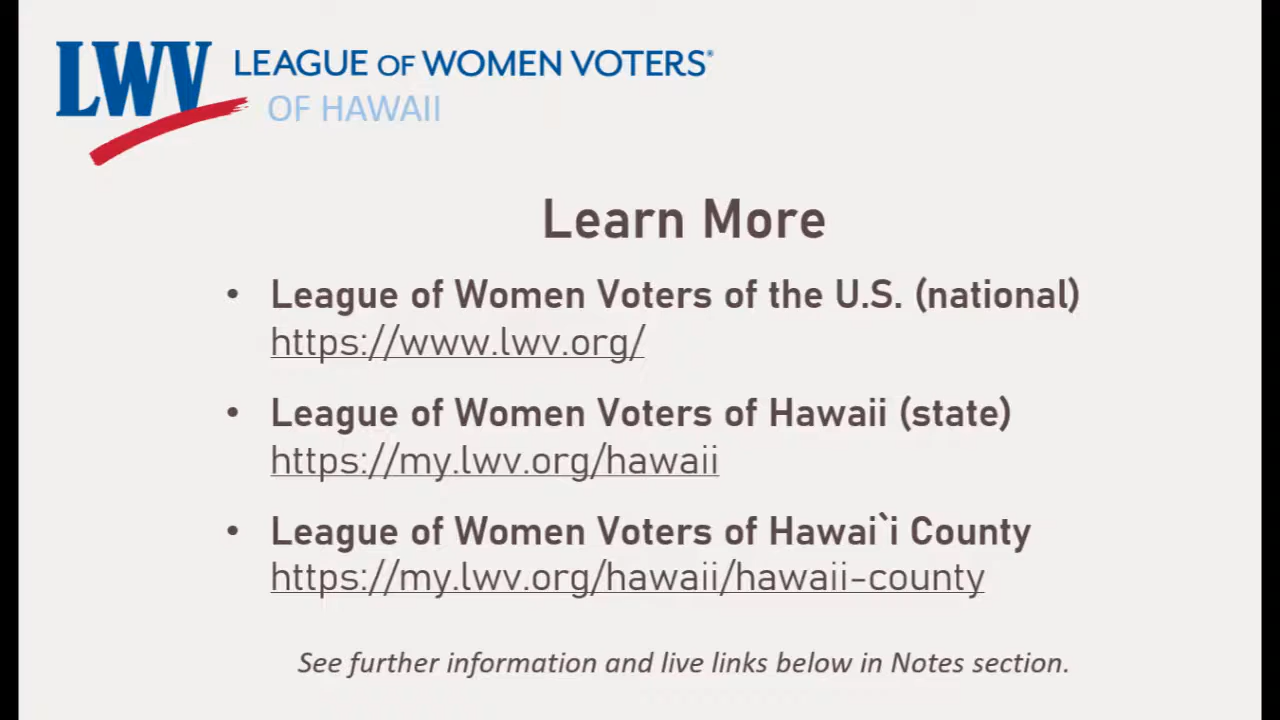 LWV LEAGUE OF WOMEN VOTERS®
OF HAWAII
Learn More
• League of Women Voters of the U.S. (national)
https://www.lwv.org/
• League of Women Voters of Hawaii (state)
https://my.lwv.org/hawaii
• League of Women Voters of Hawai`i County
https://my.lwv.org/hawaii/hawaii-county
See further information and live links below in Notes section.